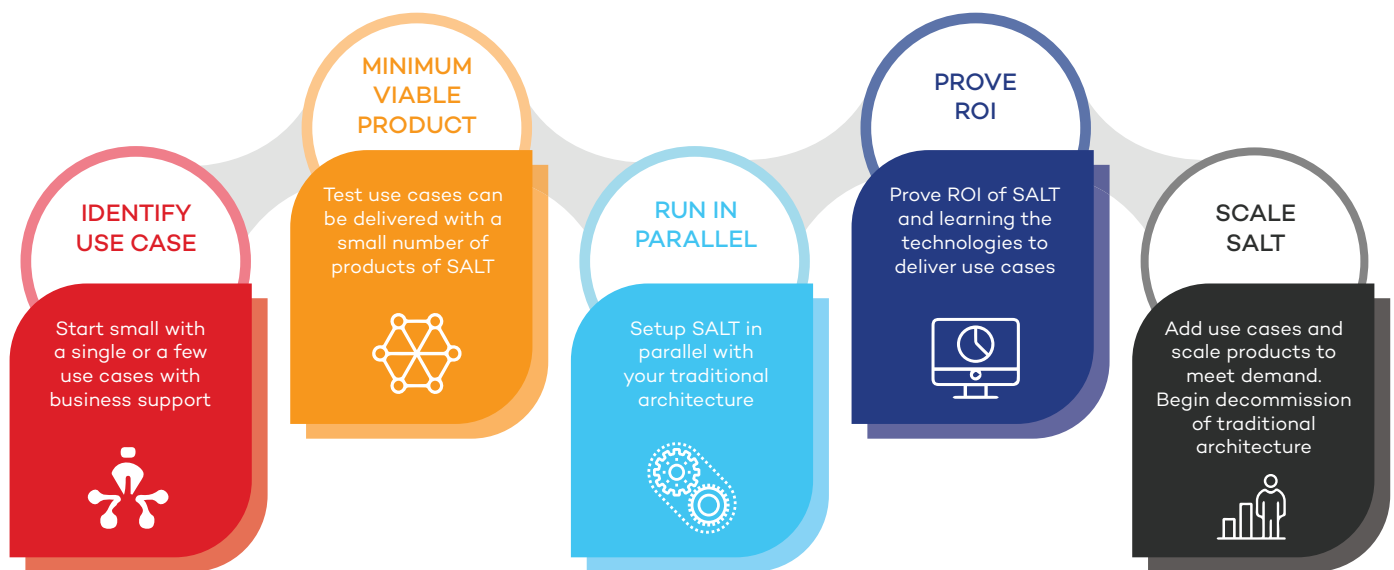 IDENTIFY
USE CASE
Start small with
a single or a few
use cases with
business support
MINIMUM
VIABLE
PRODUCT
Test use cases can
be delivered with a
small number of
products of SALT
RUN IN
PARALLEL
Setup SALT in
parallel with
your traditional
architecture
PROVE
ROI
Prove ROI of SALT
and learning the
technologies to
deliver use cases
SCALE
SALT
Add use cases and
scale products to
meet demand.
Begin decommission
of traditional
architecture